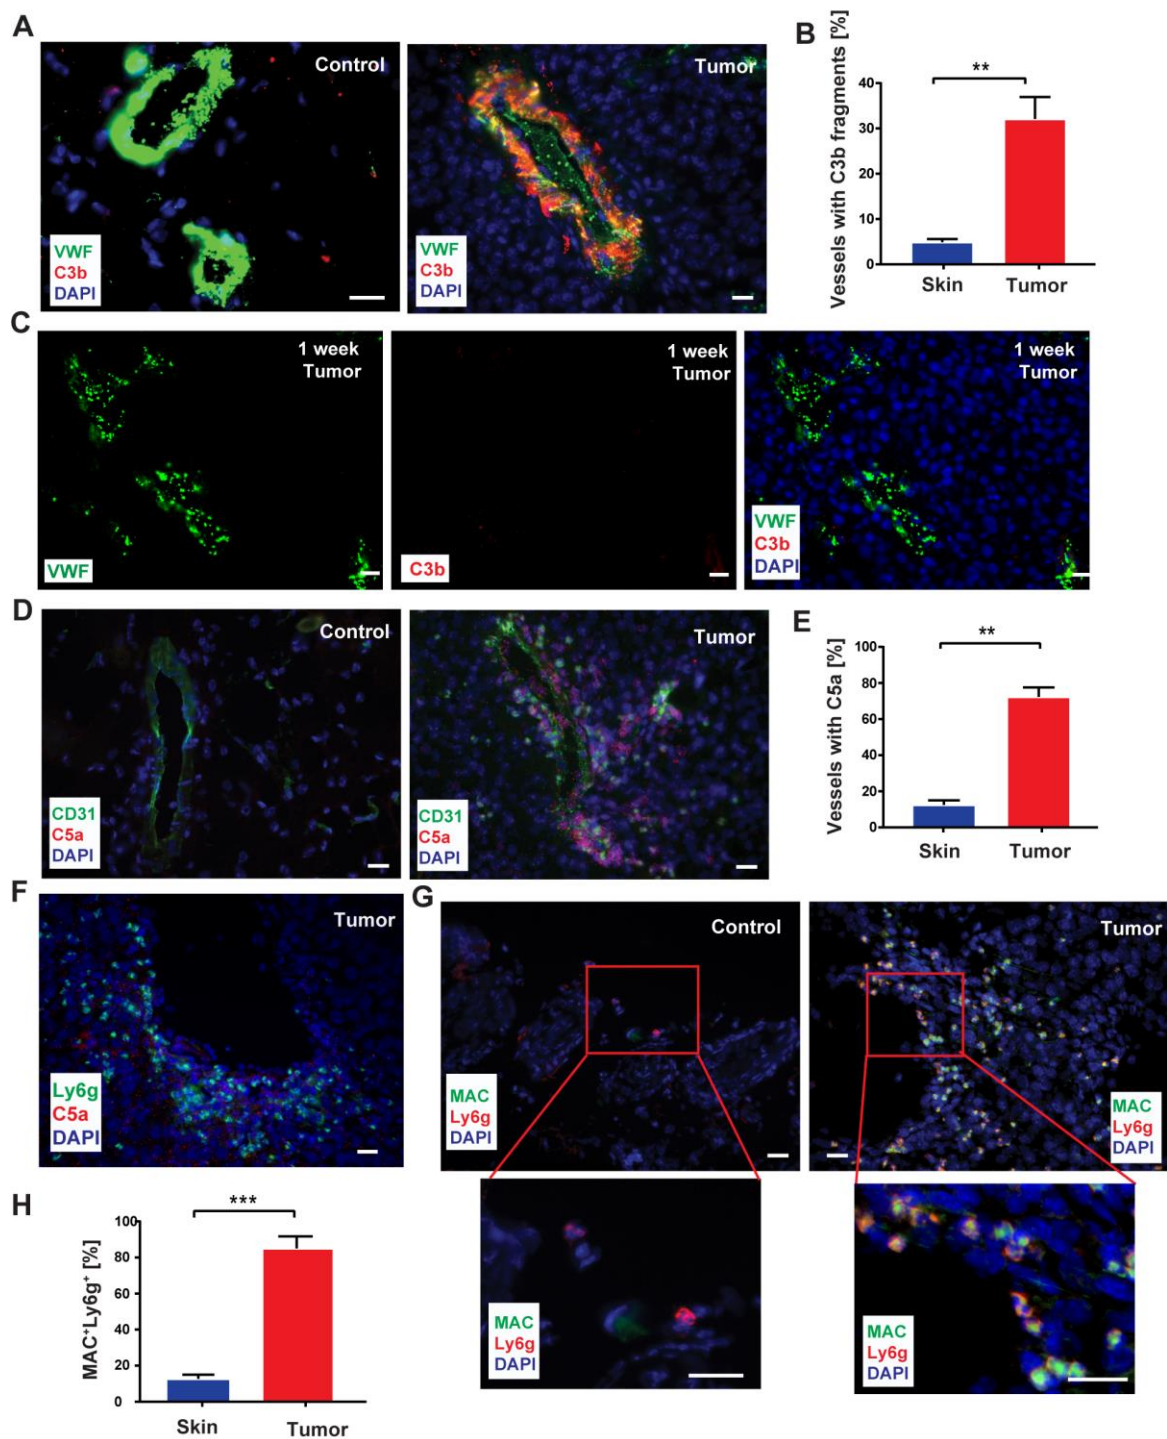 A
Control
VWF
C3b
DAPI
Tumor
VWF
C3b
DAPI
B
Vessels with C3b fragments [%]
**
40
30
20
10
0
Skin
Tumor
C
1 week
Tumor
VWF
1 week
Tumor
C3b
1 week
Tumor
VWF
C3b
DAPI
D
Control
CD31
C5a
DAPI
Tumor
CD31
C5a
DAPI
E
Vessels with C5a [%]
**
100
80
60
40
20
0
Skin
Tumor
F
Tumor
Ly6g
C5a
DAPI
G
Control
MAC
Ly6g
DAPI
Tumor
MAC
Ly6g
DAPI
MAC
Ly6g
DAPI
MAC
Ly6g
DAPI
H
MAC⁺Ly6g⁺ [%]
***
100
80
60
40
20
0
Skin
Tumor